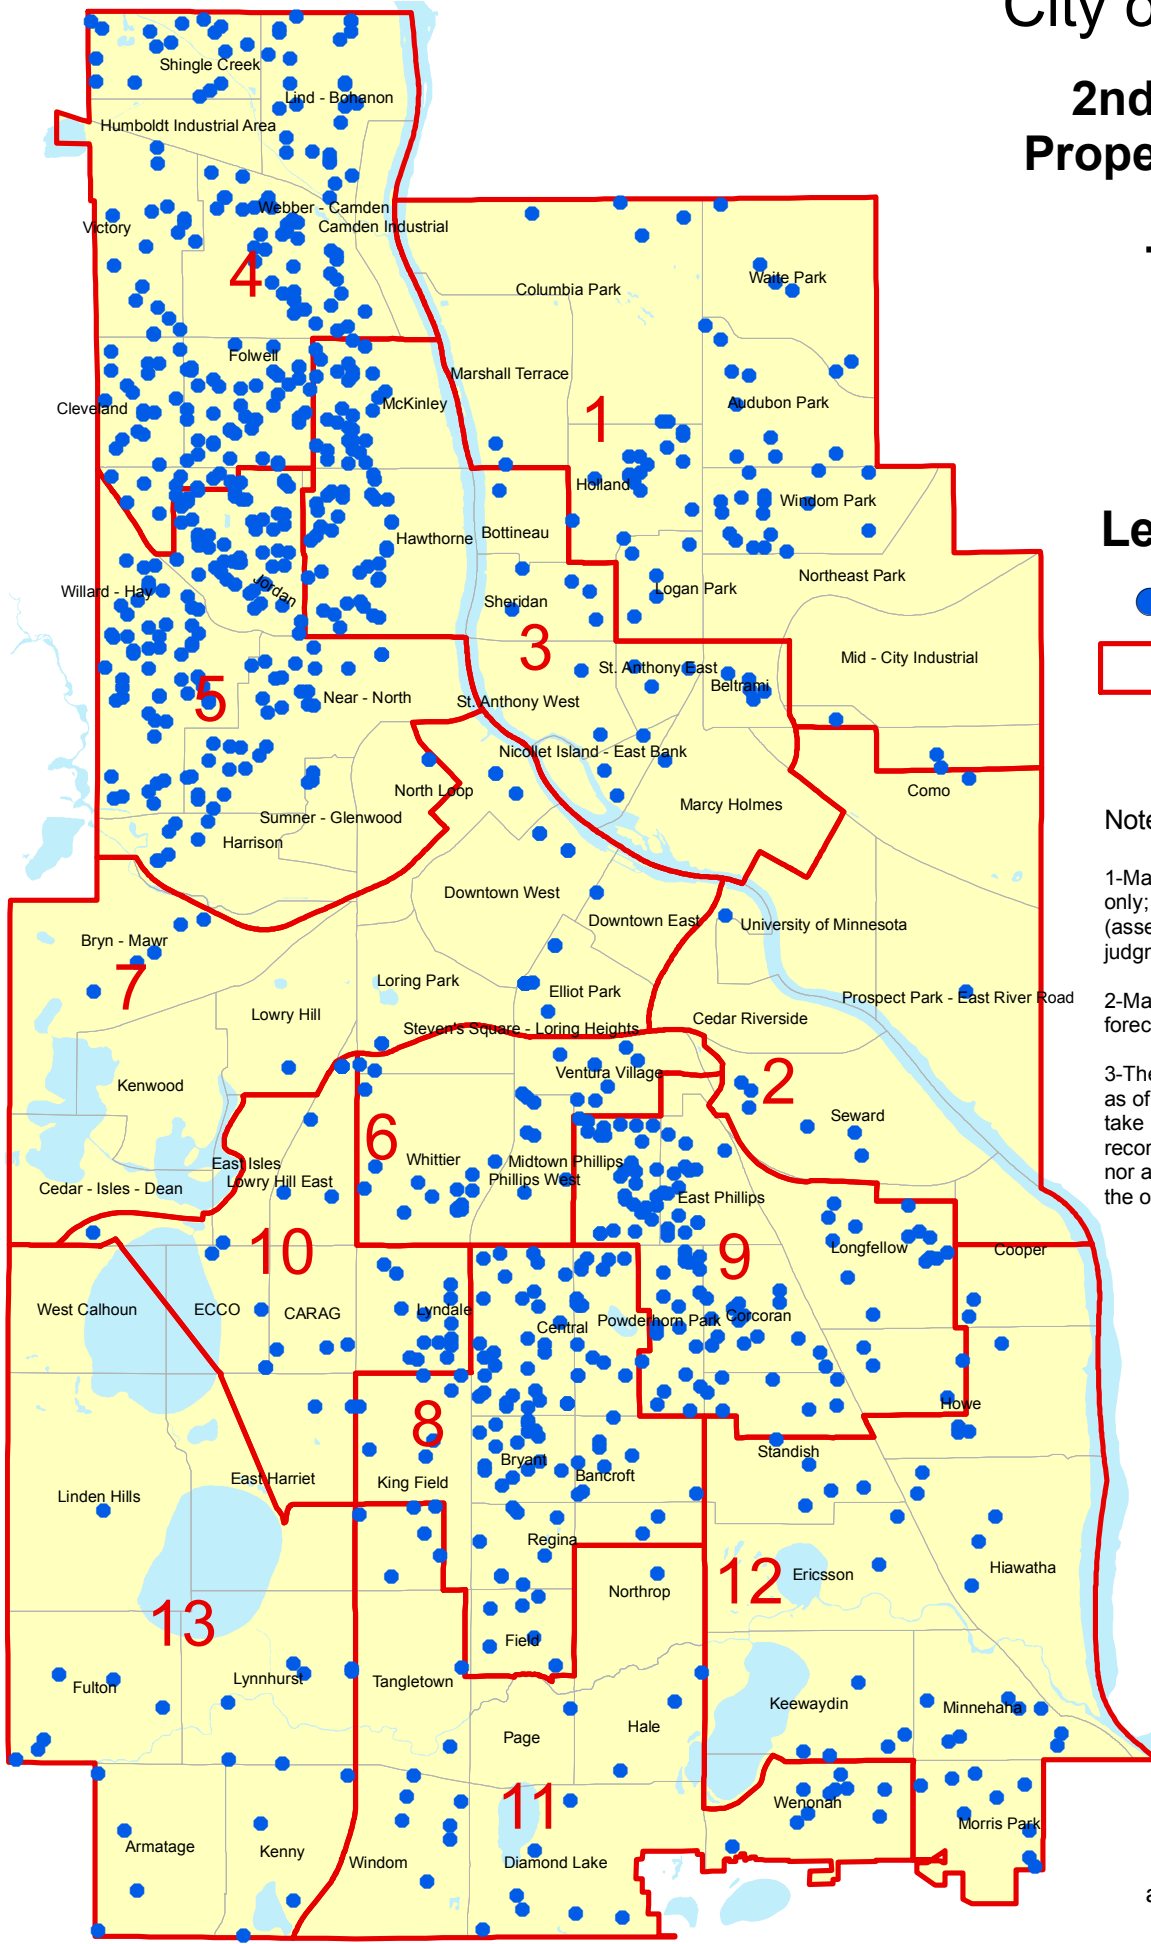 City o
2nd
Prope
Shingle Creek
Lind - Bohanon
Humboldt Industrial Area
Webber - Camden
Victory
Camden Industrial
4
Columbia Park
Waite Park
Folwell
Marshall Terrace
Cleveland
McKinley
1
Audubon Park
Holland
Windom Park
Le
Hawthorne
Bottineau
Northeast Park
Willard - Hay
Jordan
Sheridan
Logan Park
3
St. Anthony East
Mid - City Industrial
Beltrami
5
Near - North
St. Anthony West
Nicollet Island - East Bank
North Loop
Como
Marcy Holmes
Sumner - Glenwood
Harrison
Note
1-Ma
only;
(asse
judgr
Downtown West
Downtown East
University of Minnesota
Bryn - Mawr
7
Loring Park
Elliot Park
Prospect Park - East River Road
2-Ma
forec
Lowry Hill
Steven's Square - Loring Heights
Cedar Riverside
Ventura Village
2
Kenwood
3-The
as of
take
recor
nor a
the o
Seward
6
East Isles
Whittier
Midtown Phillips
Cedar - Isles - Dean
Lowry Hill East
Phillips West
East Phillips
10
9
Longfellow
Cooper
West Calhoun
ECCO
CARAG
Lyndale
Central
Powderhorn Park
Corcoran
8
Howe
Standish
East Harriet
King Field
Bryant
Bancroft
Linden Hills
Regina
12
Ericsson
Hiawatha
Northrop
13
Field
Fulton
Lynnhurst
Tangletown
Keewaydin
Minnehaha
Page
Hale
11
Wenonah
Morris Park
Armatage
Kenny
Windom
Diamond Lake
a